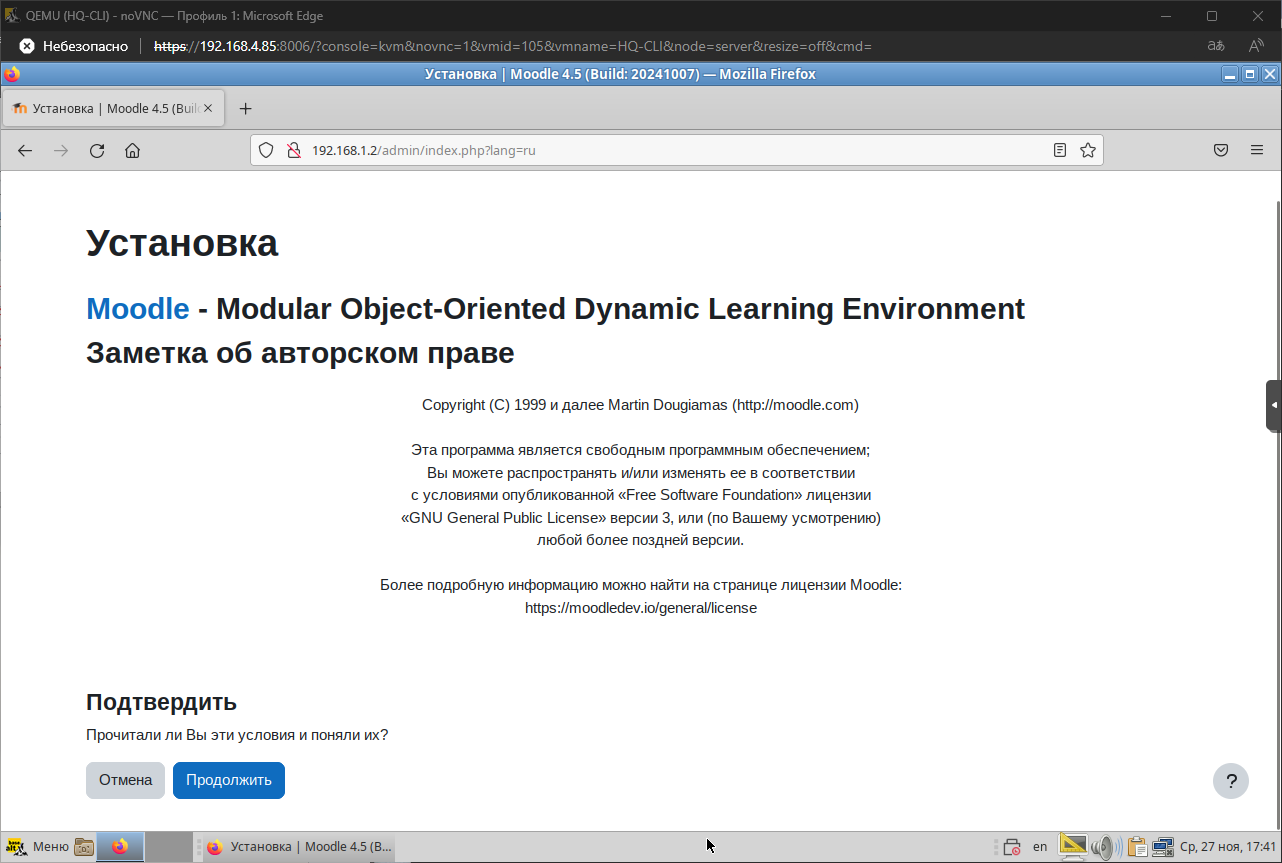 QEMU (HQ-CLI) - noVNC — Профиль 1: Microsoft Edge
Небезопасно https://192.168.4.85:8006/?console=kvm&novnc=1&vmid=105&vmname=HQ-CLI&node=server&resize=off&cmd=
Установка | Moodle 4.5 (Build: 20241007) — Mozilla Firefox
Установка | Moodle 4.5 (Buil
192.168.1.2/admin/index.php?lang=ru
Установка
Moodle - Modular Object-Oriented Dynamic Learning Environment
Заметка об авторском праве
Copyright (C) 1999 и далее Martin Dougiamas (http://moodle.com)
Эта программа является свободным программным обеспечением;
Вы можете распространять и/или изменять ее в соответствии
с условиями опубликованной «Free Software Foundation» лицензии
«GNU General Public License» версии 3, или (по Вашему усмотрению)
любой более поздней версии.
Более подробную информацию можно найти на странице лицензии Moodle:
https://moodledev.io/general/license
Подтвердить
Прочитали ли Вы эти условия и поняли их?
Отмена Продолжить
?
Меню Установка | Moodle 4.5 (B... en Ср, 27 ноя, 17:41